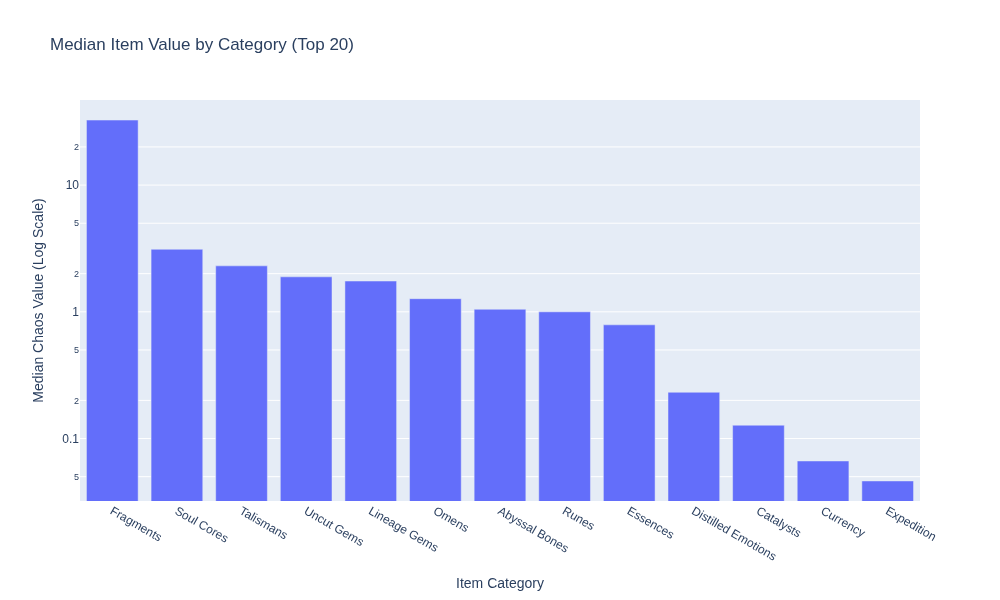 Median Item Value by Category (Top 20)
Median Chaos Value (Log Scale)
2
10
5
2
1
5
2
0.1
5
Fragments
Soul Cores
Talismans
Uncut Gems
Lineage Gems
Omens
Abyssal Bones
Runes
Essences
Distilled Emotions
Catalysts
Currency
Expedition
Item Category